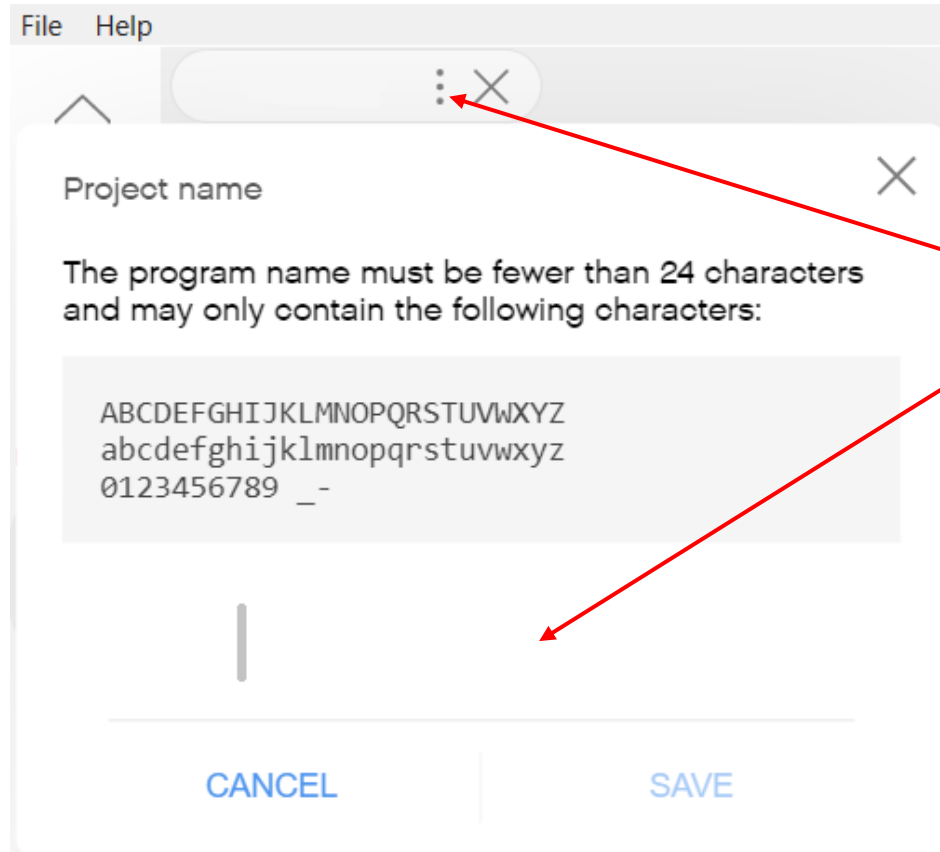 File Help
Project name
The program name must be fewer than 24 characters
and may only contain the following characters:
ABCDEFGHIJKLMNOPQRSTUVWXYZ
abcdefghijklmnopqrstuvwxyz
0123456789 _-
CANCEL SAVE